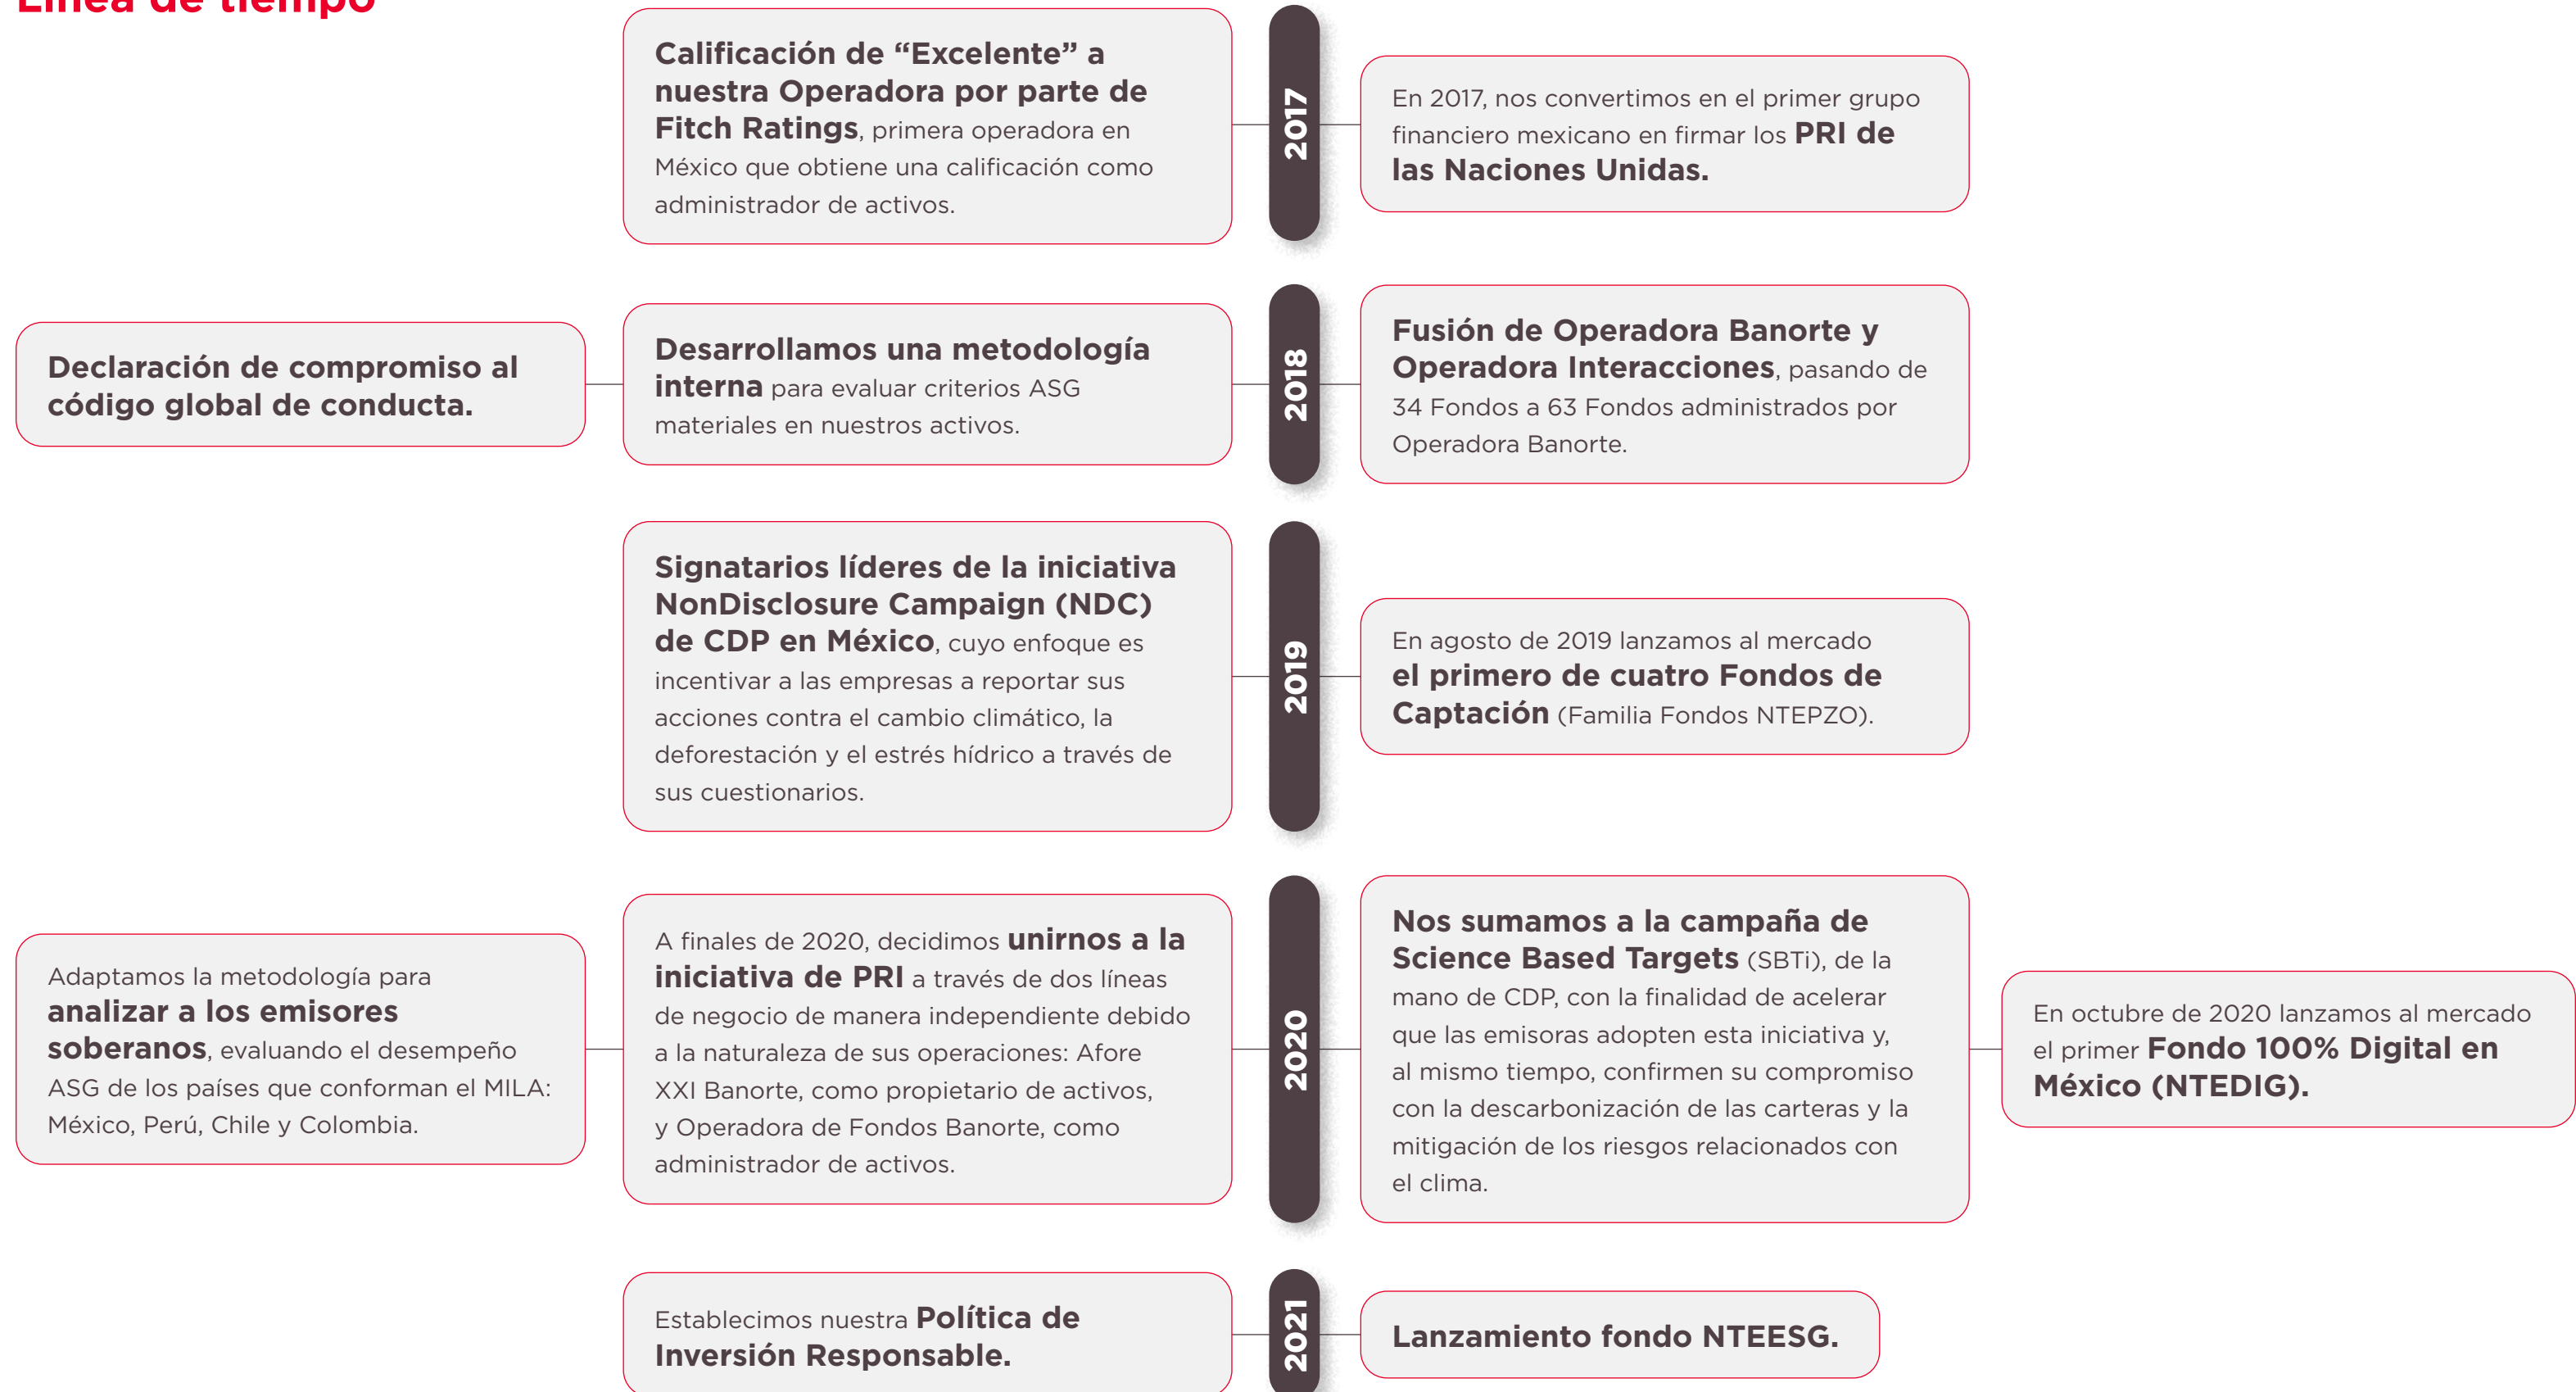 Línea de tiempo
Calificación de “Excelente” a
nuestra Operadora por parte de
Fitch Ratings, primera operadora en
México que obtiene una calificación como
administrador de activos.
2017
En 2017, nos convertimos en el primer grupo
financiero mexicano en firmar los PRI de
las Naciones Unidas.
Declaración de compromiso al
código global de conducta.
Desarrollamos una metodología
interna para evaluar criterios ASG
materiales en nuestros activos.
2018
Fusión de Operadora Banorte y
Operadora Interacciones, pasando de
34 Fondos a 63 Fondos administrados por
Operadora Banorte.
Signatarios líderes de la iniciativa
NonDisclosure Campaign (NDC)
de CDP en México, cuyo enfoque es
incentivar a las empresas a reportar sus
acciones contra el cambio climático, la
deforestación y el estrés hídrico a través de
sus cuestionarios.
2019
En agosto de 2019 lanzamos al mercado
el primero de cuatro Fondos de
Captación (Familia Fondos NTEPZO).
Adaptamos la metodología para
analizar a los emisores
soberanos, evaluando el desempeño
ASG de los países que conforman el MILA:
México, Perú, Chile y Colombia.
A finales de 2020, decidimos unirnos a la
iniciativa de PRI a través de dos líneas
de negocio de manera independiente debido
a la naturaleza de sus operaciones: Afore
XXI Banorte, como propietario de activos,
y Operadora de Fondos Banorte, como
administrador de activos.
2020
Nos sumamos a la campaña de
Science Based Targets (SBTi), de la
mano de CDP, con la finalidad de acelerar
que las emisoras adopten esta iniciativa y,
al mismo tiempo, confirmen su compromiso
con la descarbonización de las carteras y la
mitigación de los riesgos relacionados con
el clima.
En octubre de 2020 lanzamos al mercado
el primer Fondo 100% Digital en
México (NTEDIG).
Establecimos nuestra Política de
Inversión Responsable.
2021
Lanzamiento fondo NTEESG.